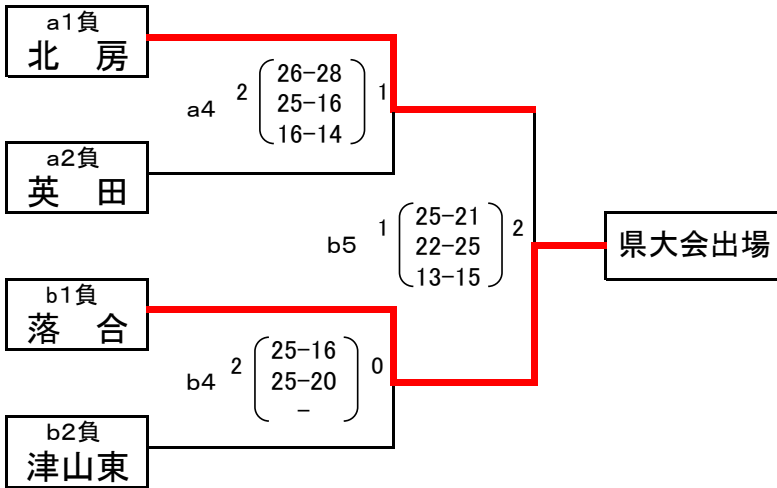 a1負
北　房
a4
2
26-28
25-16
16-14
1
a2負
英　田
b5
1
25-21
22-25
13-15
2
県大会出場
b1負
落　合
b4
2
25-16
25-20
-
0
b2負
津山東